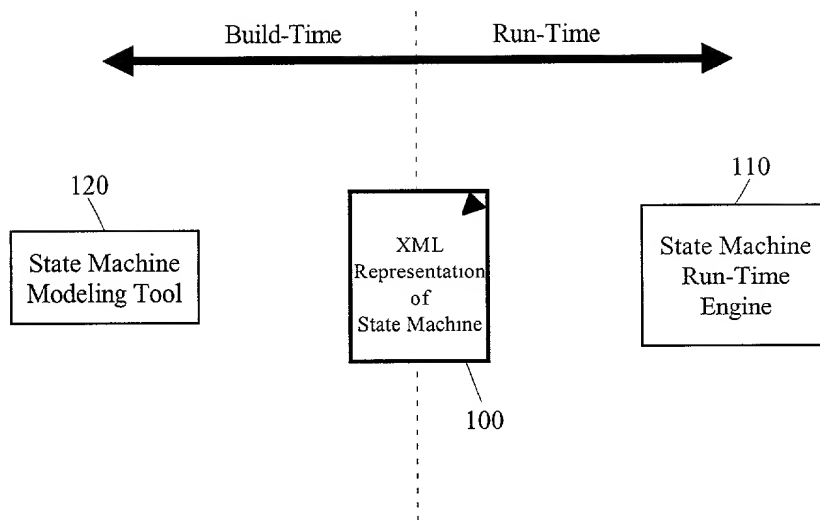 Build-Time Run-Time
120
110
State Machine
Modeling Tool
XML
Representation
of
State Machine
State Machine
Run-Time
Engine
100